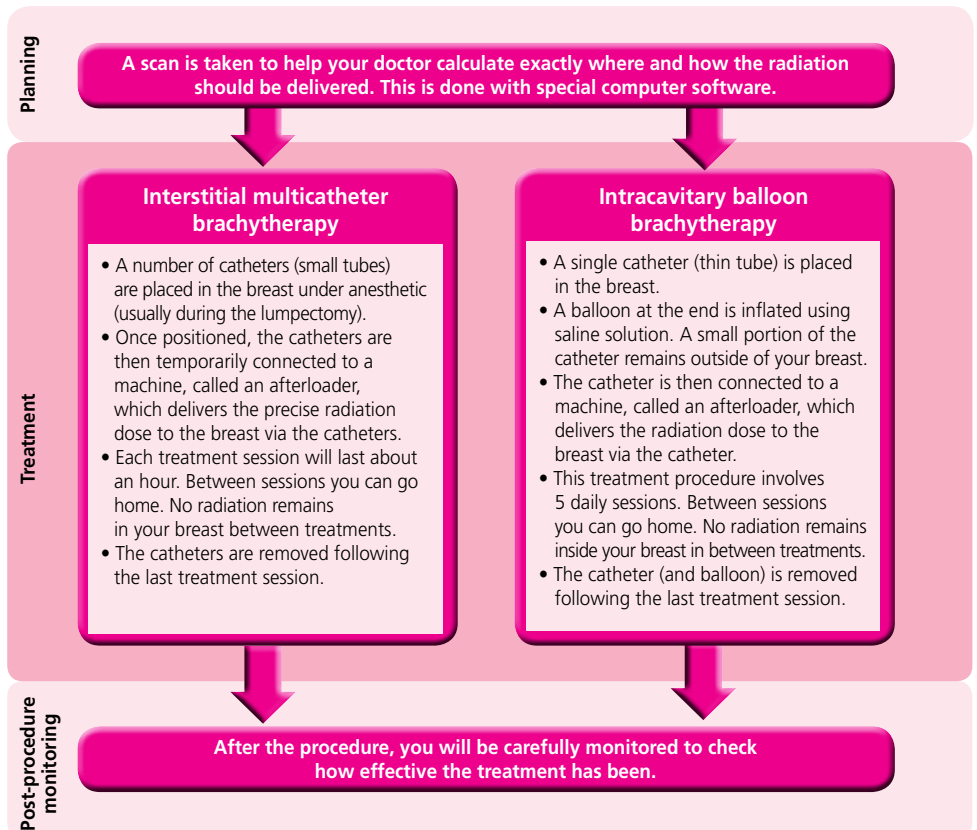 Planning
A scan is taken to help your doctor calculate exactly where and how the radiation
should be delivered. This is done with special computer software.
Treatment
Interstitial multicatheter
brachytherapy
• A number of catheters (small tubes)
are placed in the breast under anesthetic
(usually during the lumpectomy).
• Once positioned, the catheters are
then temporarily connected to a
machine, called an afterloader,
which delivers the precise radiation
dose to the breast via the catheters.
• Each treatment session will last about
an hour. Between sessions you can go
home. No radiation remains
in your breast between treatments.
• The catheters are removed following
the last treatment session.
Intracavitary balloon
brachytherapy
• A single catheter (thin tube) is placed
in the breast.
• A balloon at the end is inflated using
saline solution. A small portion of the
catheter remains outside of your breast.
• The catheter is then connected to a
machine, called an afterloader, which
delivers the radiation dose to the
breast via the catheter.
• This treatment procedure involves
5 daily sessions. Between sessions
you can go home. No radiation remains
inside your breast in between treatments.
• The catheter (and balloon) is removed
following the last treatment session.
Post-procedure
monitoring
After the procedure, you will be carefully monitored to check
how effective the treatment has been.